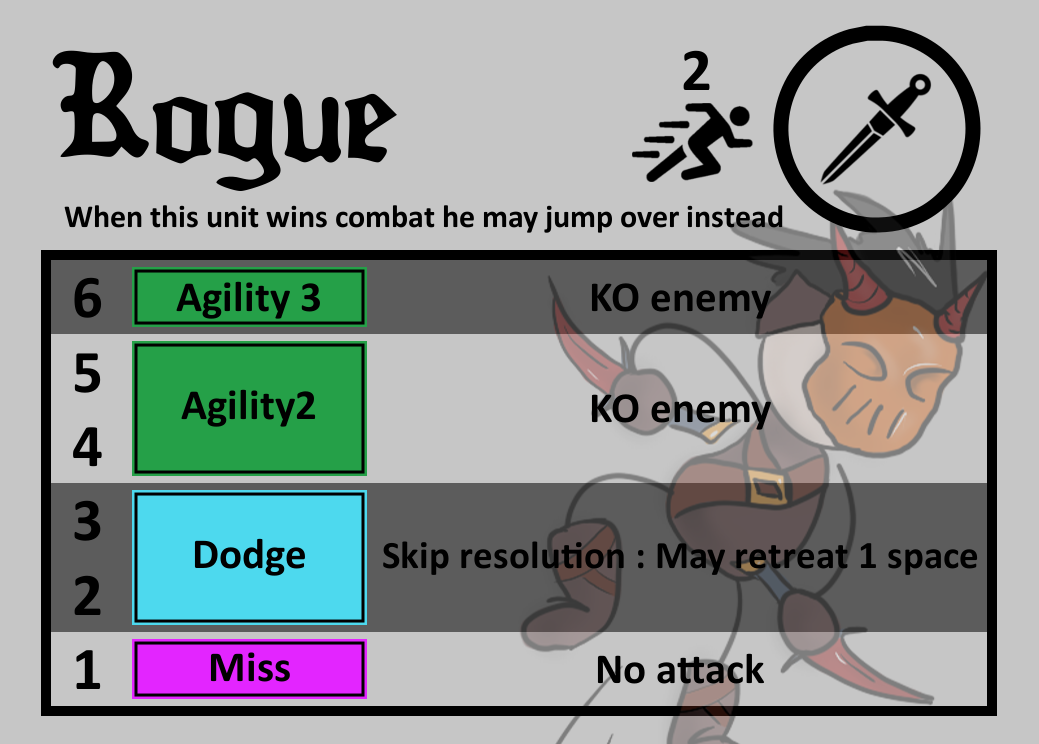 Rogue
2
When this unit wins combat he may jump over instead
6 Agility 3 KO enemy
5
Agility2 KO enemy
4
3
Dodge Skip resolution : May retreat 1 space
2
1 Miss No attack